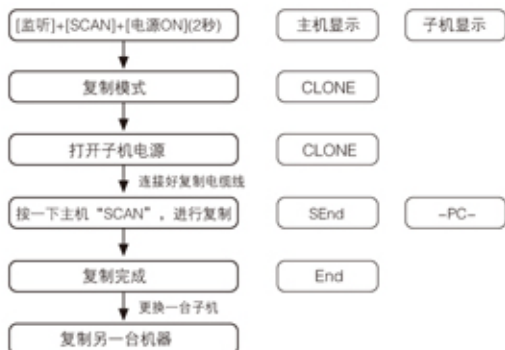 [监听]+[SCAN]+[电源ON](2秒) 主机显示 子机显示
复制模式 CLONE
打开子机电源 CLONE
连接好复制电缆线
按一下主机“SCAN”，进行复制 SEnd -PC-
复制完成 End
更换一台子机
复制另一台机器